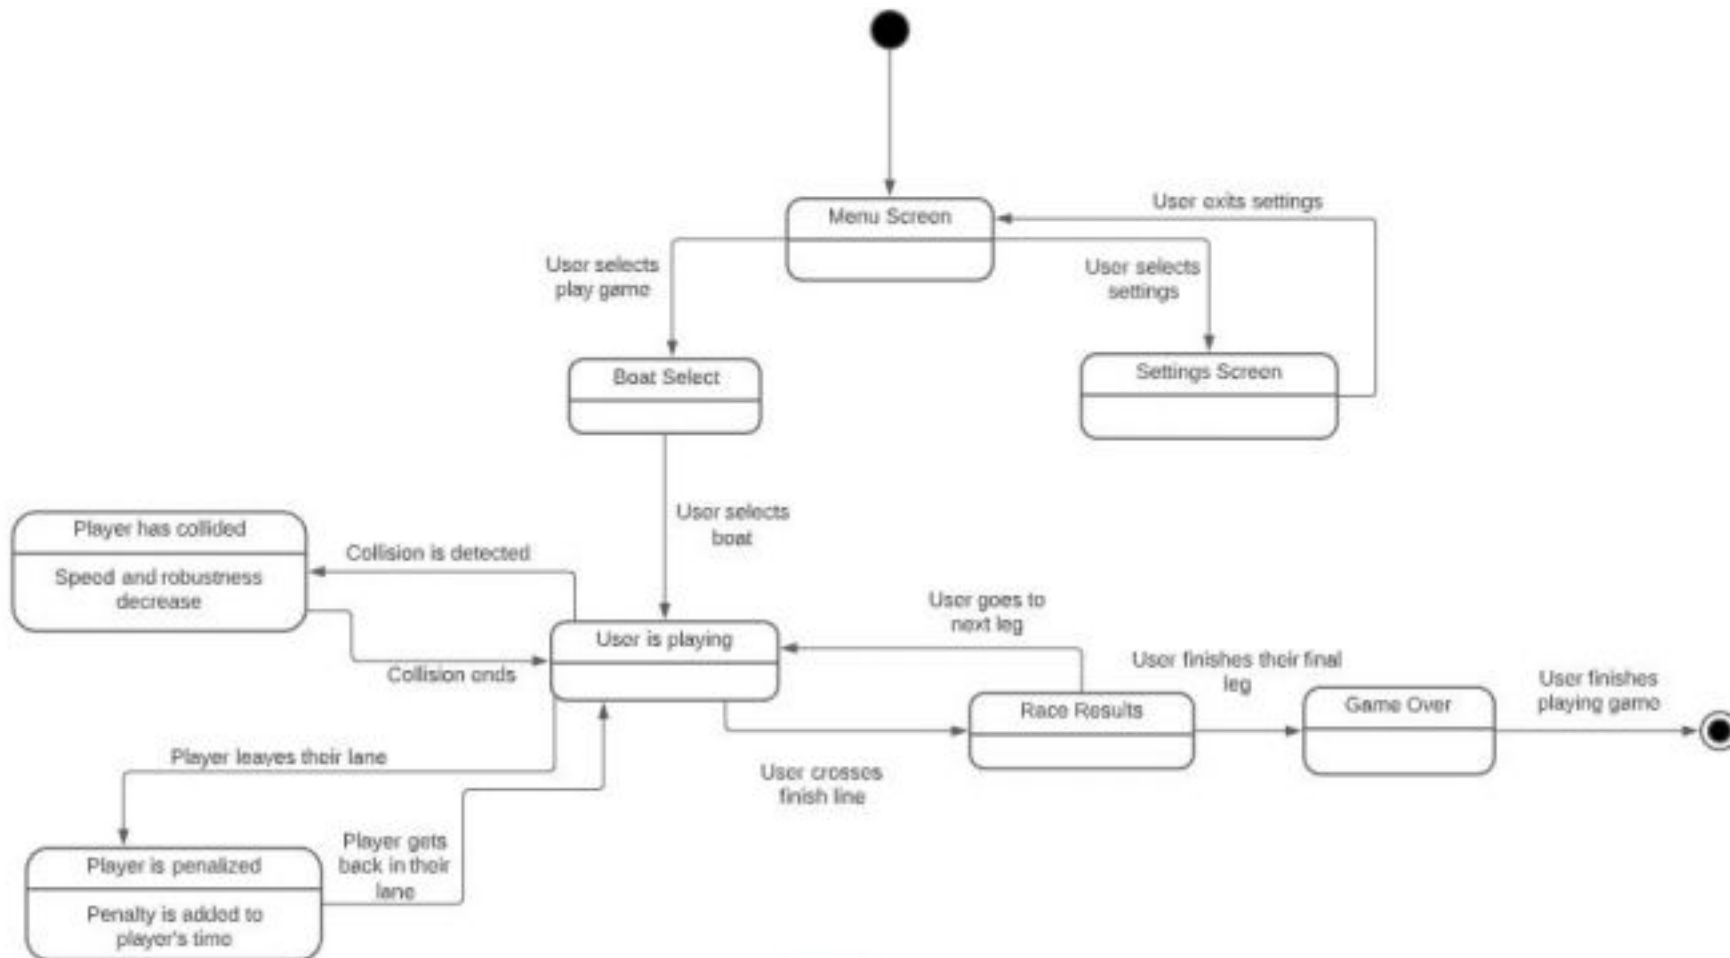 Menu Screen
User exits settings
User selects
play game
User selects
settings
Boat Select
Settings Screen
User selects
boat
Player has collided
Speed and robustness
decrease
Collision is detected
Collision ends
User is playing
User goes to
next leg
User finishes their final
leg
User finishes
playing game
Race Results
Game Over
User crosses
finish line
Player leaves their lane
Player gets
back in their
lane
Player is penalized
Penalty is added to
player's time